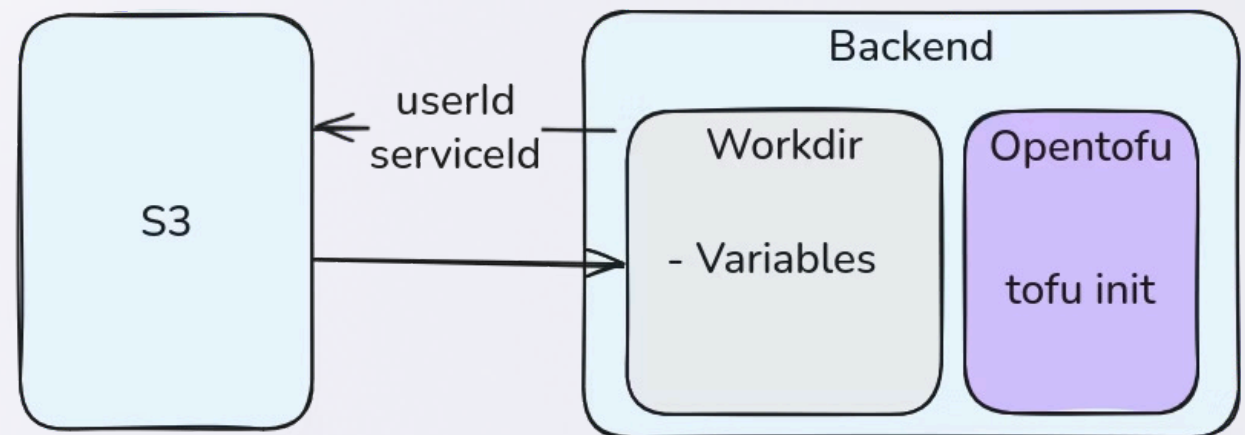 Backend
userId
serviceId
Workdir
Opentofu
S3
- Variables
tofu init